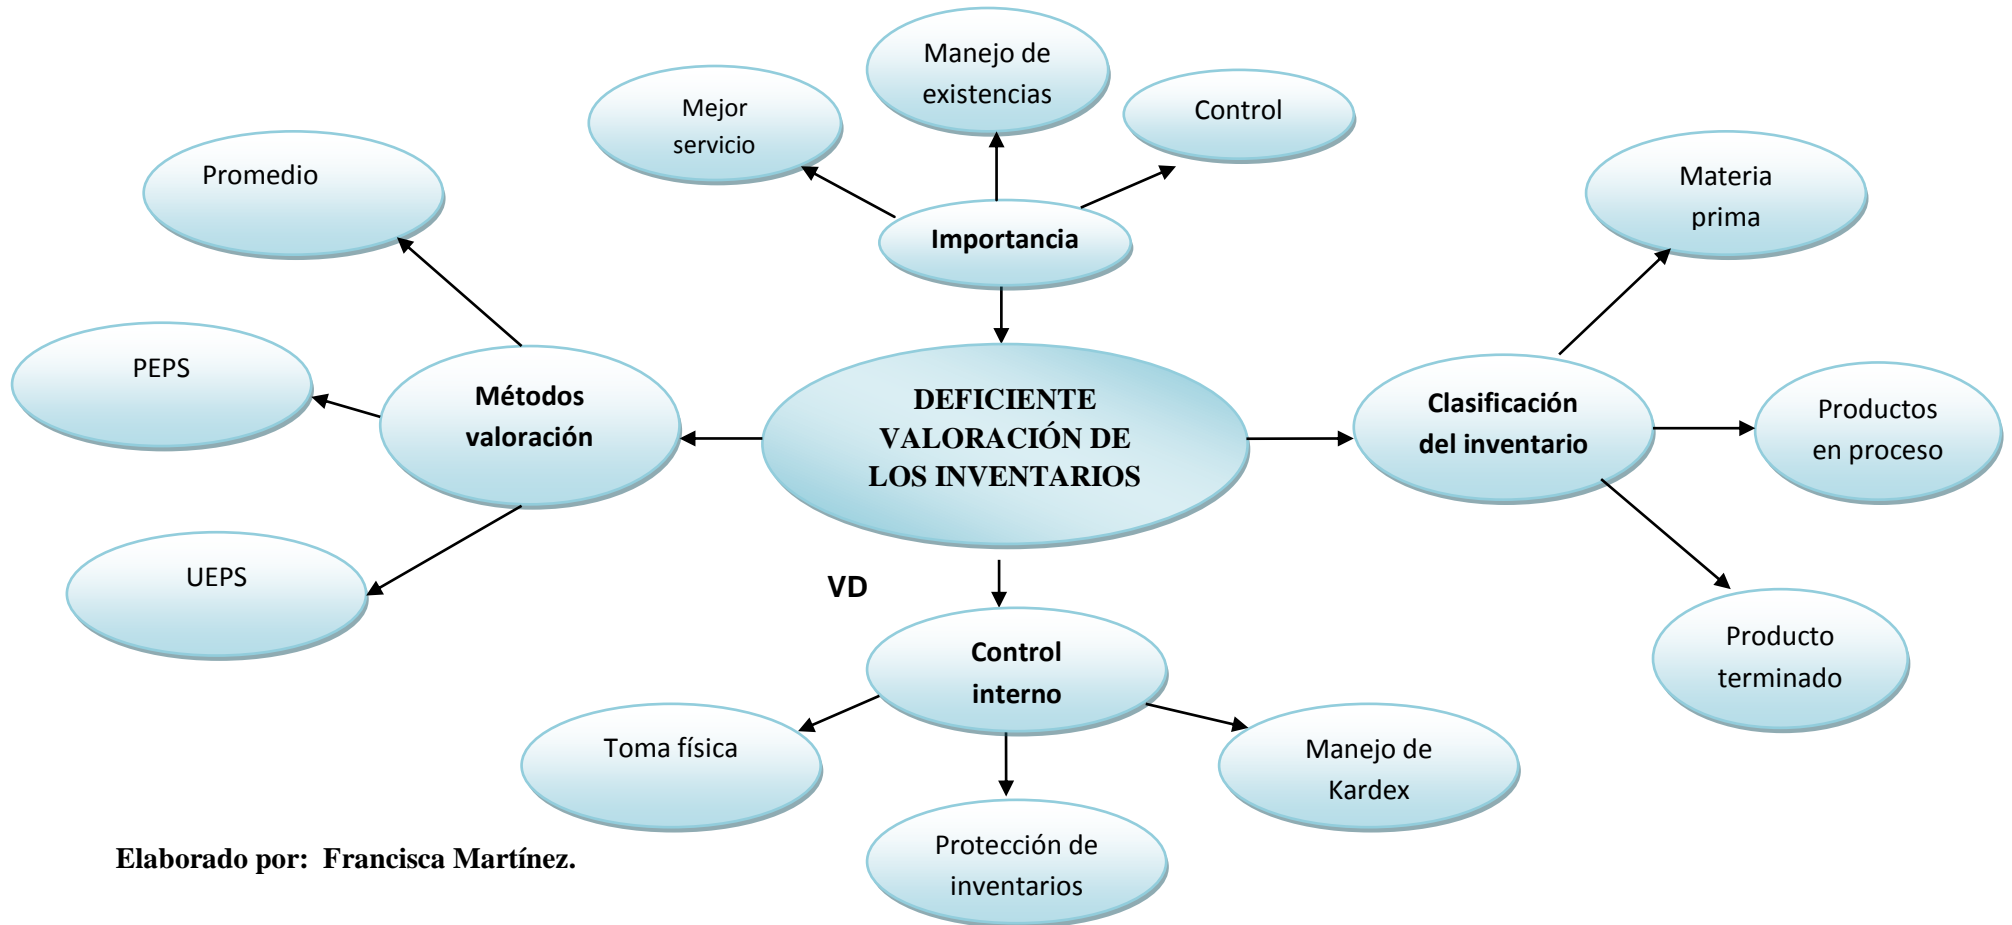 Manejo de
existencias
Mejor
servicio
Control
Promedio
Materia
prima
Importancia
PEPS
Métodos
valoración
DEFICIENTE
VALORACIÓN DE
LOS INVENTARIOS
Clasificación
del inventario
Productos
en proceso
UEPS
VD
Control
interno
Producto
terminado
Toma física
Manejo de
Kardex
Protección de
inventarios
Elaborado por:  Francisca Martínez.